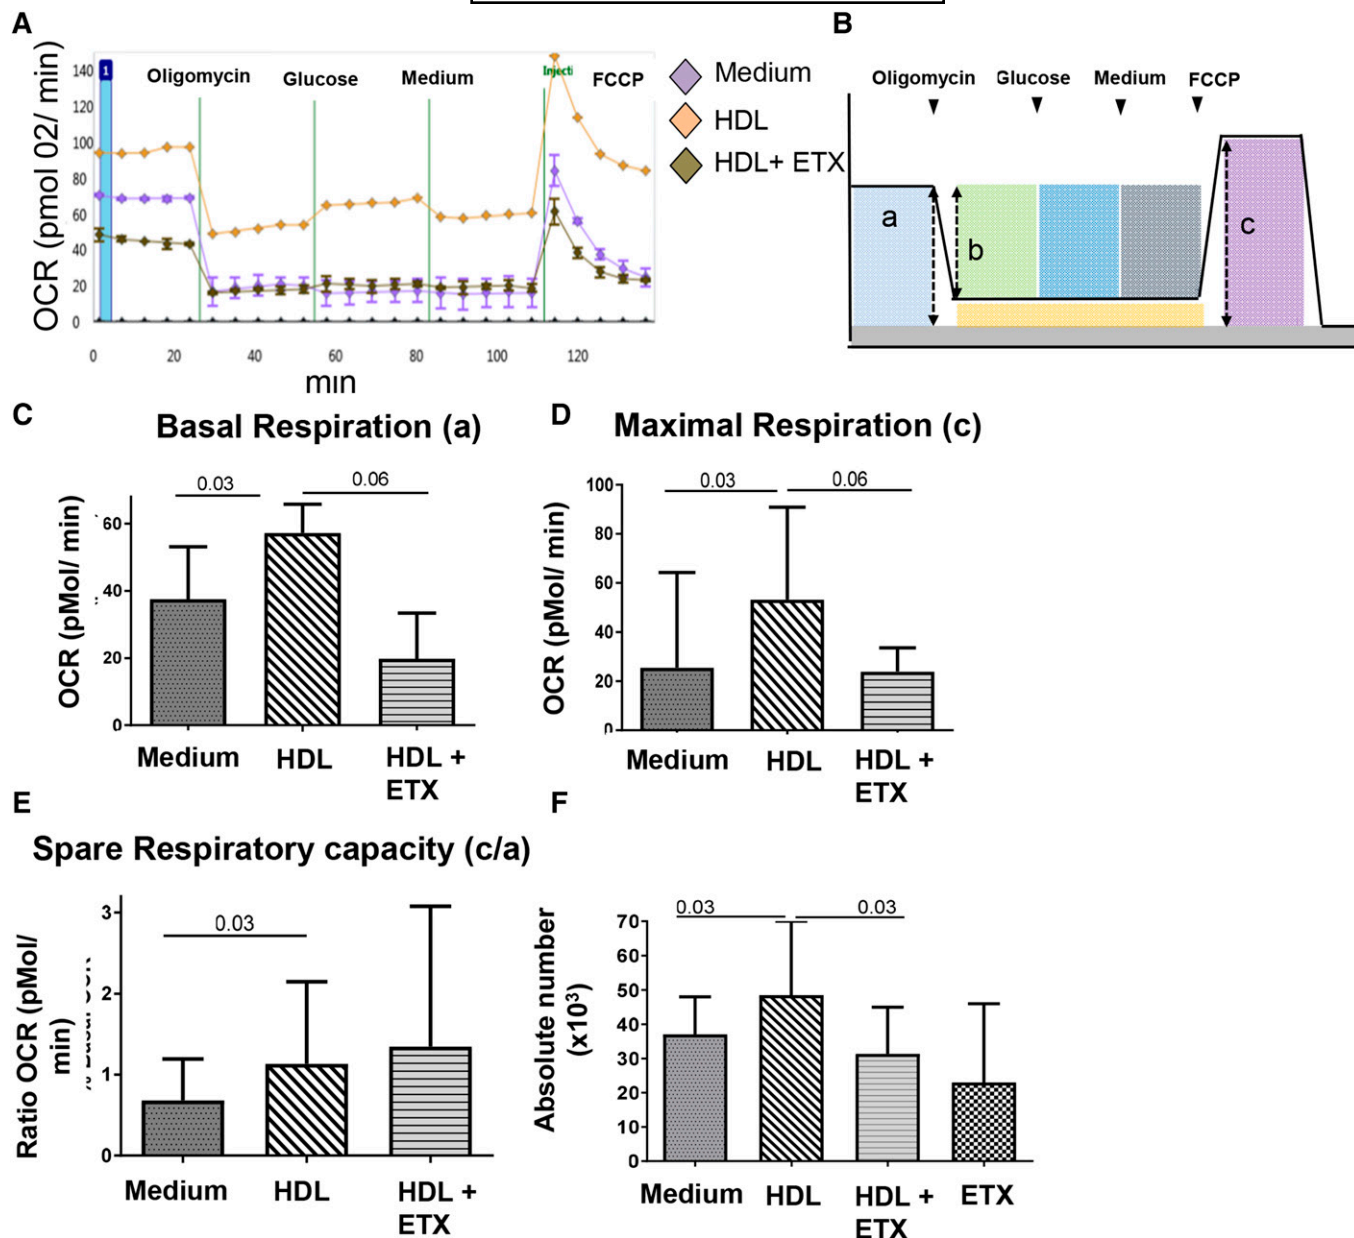 A
OCR (pmol 02/ min)
140
120
100
80
60
40
20
0
1
Oligomycin
Glucose
Medium
Injecti
FCCP
0
20
40
60
80
100
120
min
Medium
HDL
HDL+ ETX
B
Oligomycin
Glucose
Medium
FCCP
a
b
c
C
Basal Respiration (a)
OCR (pMol/ min)
60
40
20
0
0.03
0.06
Medium
HDL
HDL +
ETX
D
Maximal Respiration (c)
OCR (pMol/ min)
100
80
60
40
20
0
0.03
0.06
Medium
HDL
HDL +
ETX
E
Spare Respiratory capacity (c/a)
Ratio OCR (pMol/
min)
3
2
1
0
0.03
Medium
HDL
HDL +
ETX
F
Absolute number
(x10³)
70
60
50
40
30
20
10
0
0.03
0.03
Medium
HDL
HDL +
ETX
ETX